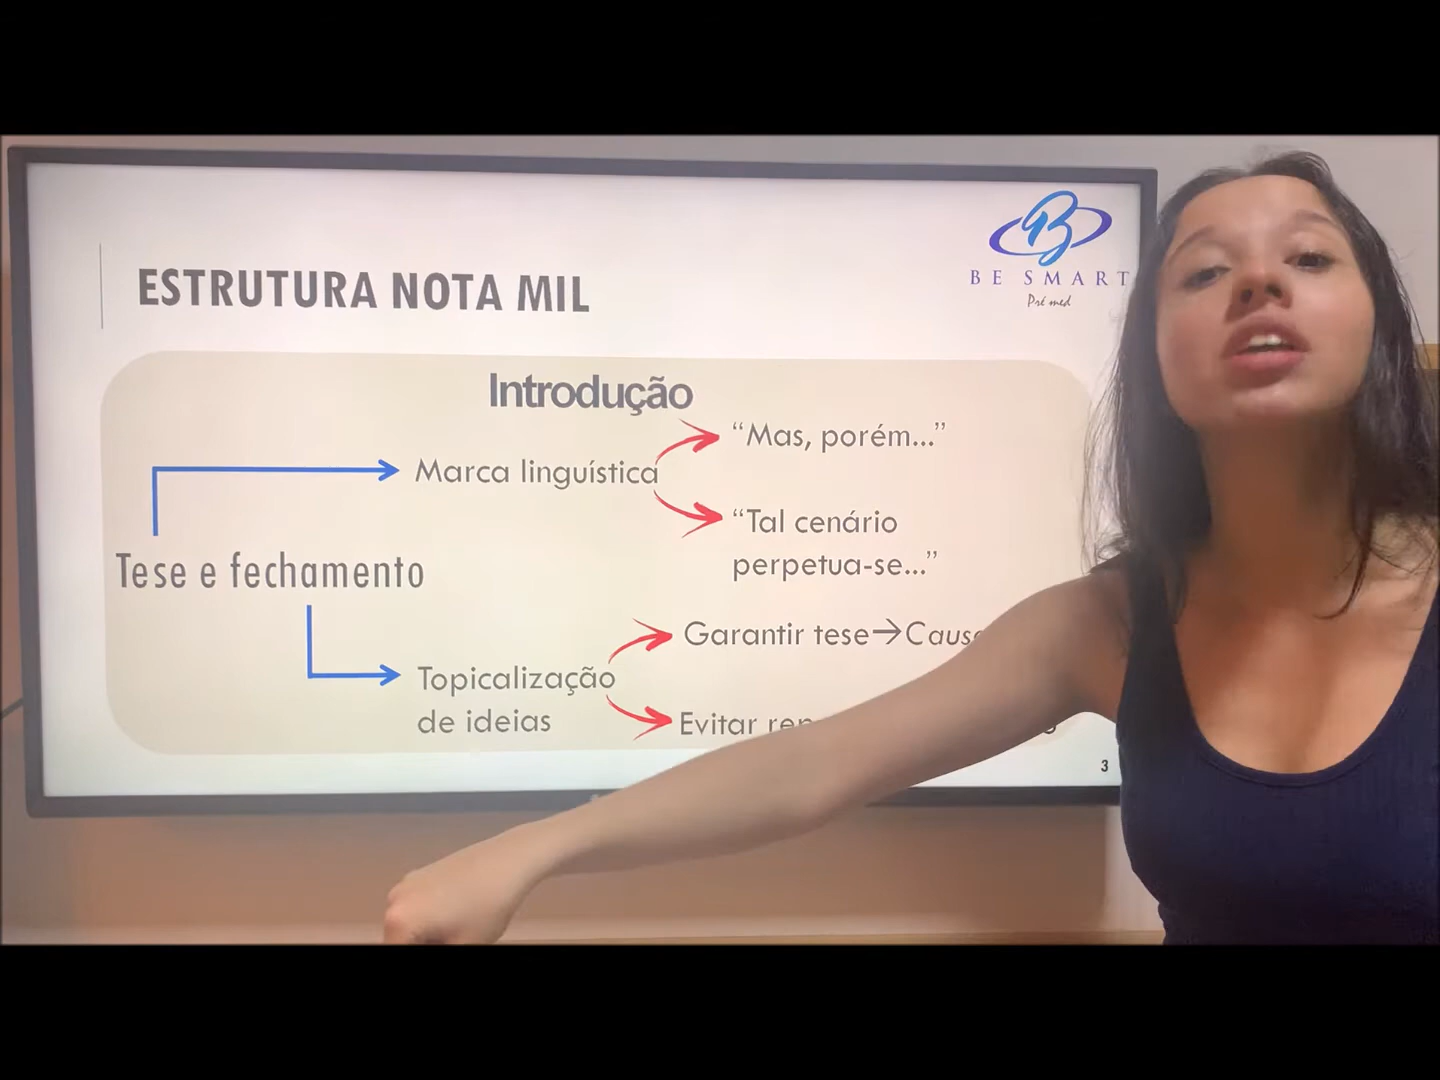 BE SMART
Pré med
ESTRUTURA NOTA MIL
Introdução
"Mas, porém..."
Marca linguística
"Tal cenário
perpetua-se..."
Tese e fechamento
Garantir tese→
Topicalização
de ideias
Evitar
3